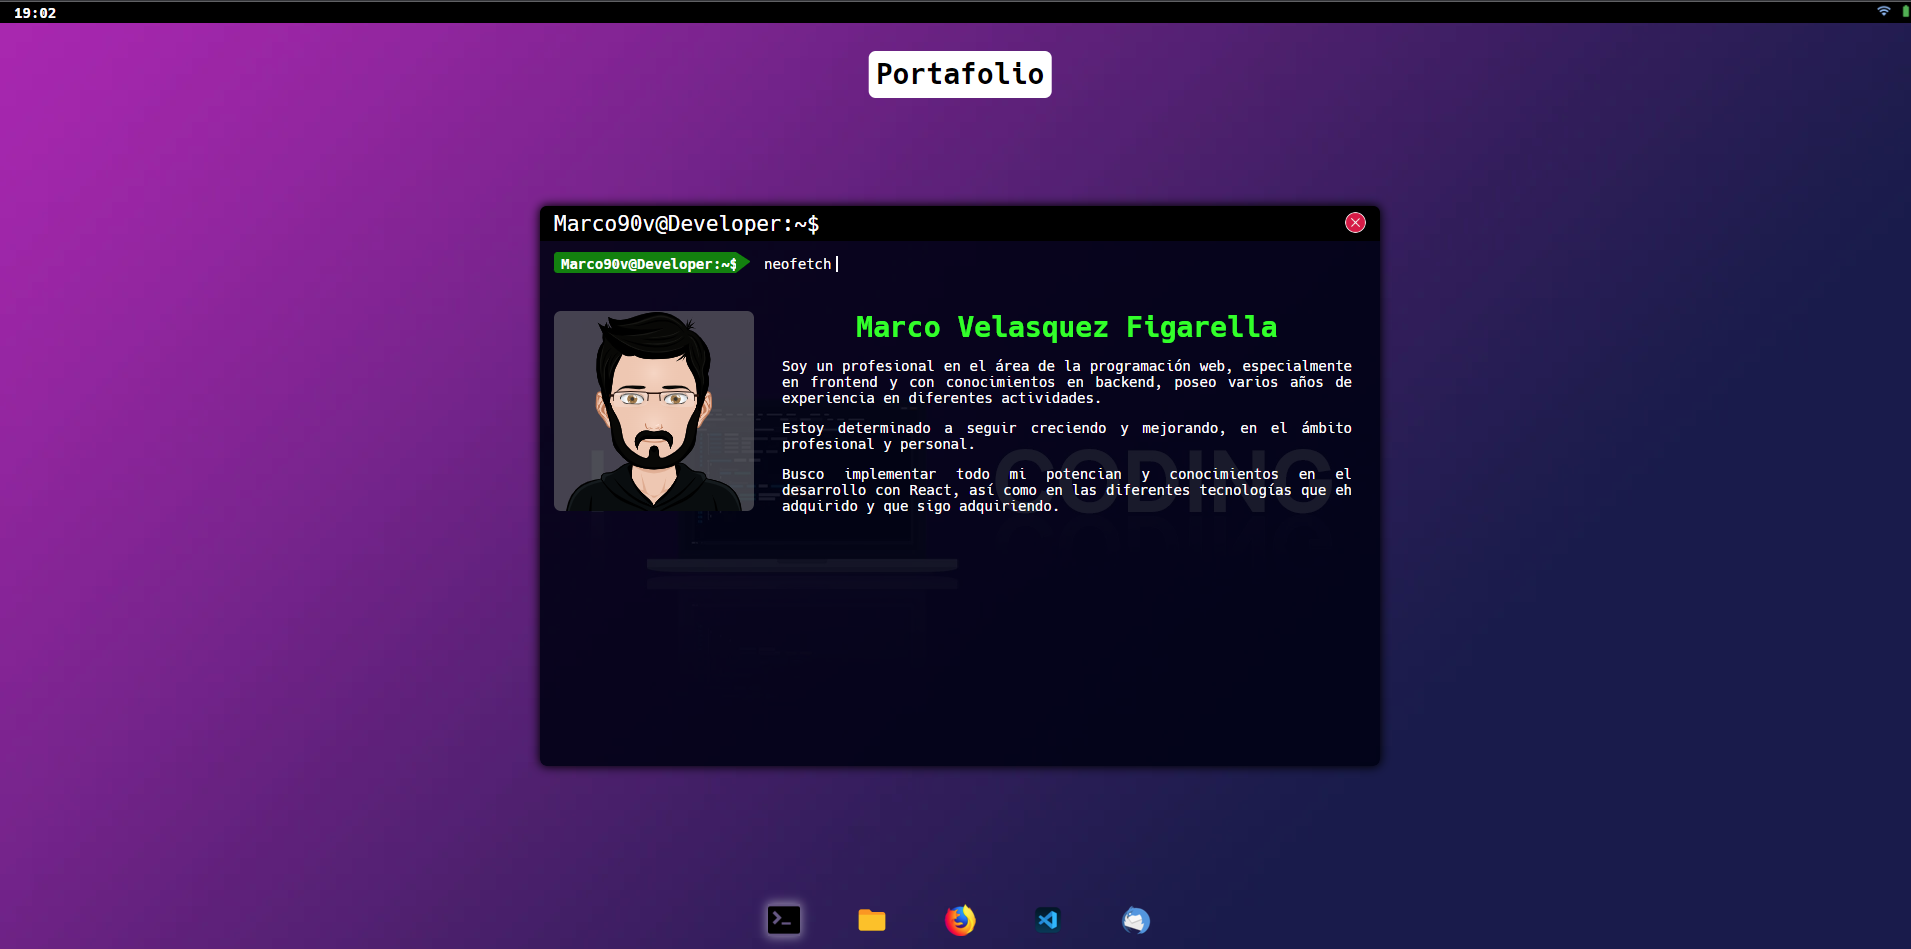 19:02
Portafolio
Marco90v@Developer:~$
Marco90v@Developer:~$ neofetch
Marco Velasquez Figarella
Soy un profesional en el área de la programación web, especialmente
en frontend y con conocimientos en backend, poseo varios años de
experiencia en diferentes actividades.
Estoy determinado a seguir creciendo y mejorando, en el ámbito
profesional y personal.
Busco implementar todo mi potencian y conocimientos en el
desarrollo con React, así como en las diferentes tecnologías que eh
adquirido y que sigo adquiriendo.
CODING